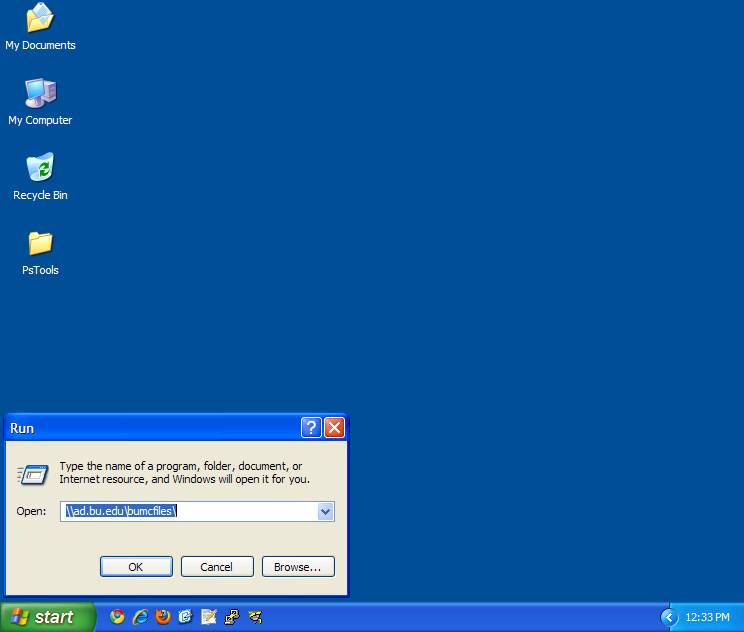 My Documents
My Computer
Recycle Bin
PsTools
Run
Type the name of a program, folder, document, or
Internet resource, and Windows will open it for you.
Open: \\ad.bu.edu\bumcfiles\
OK Cancel Browse...
start 12:33 PM